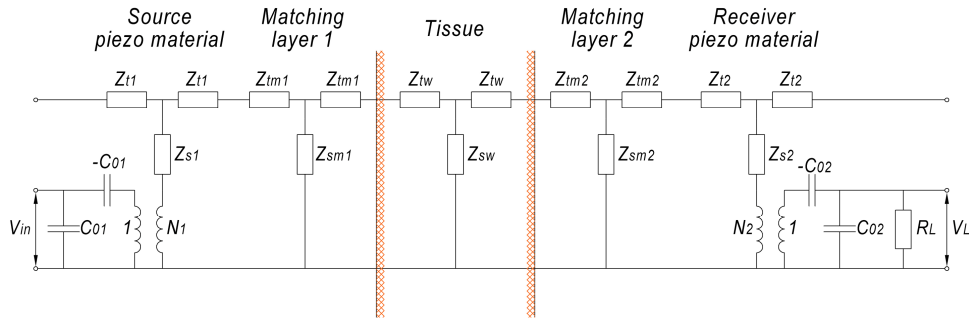 Source
piezo material
Matching
layer 1
Tissue
Matching
layer 2
Receiver
piezo material
Zt1 Zt1 Ztm1 Ztm1 Ztw Ztw Ztm2 Ztm2 Zt2 Zt2
Zs1 Zsm1 Zsw Zsm2 Zs2
-C01 -C02
Vin C01 1 N1 N2 1 C02 RL VL